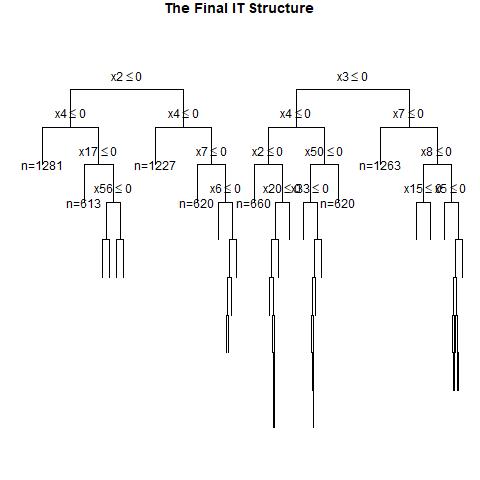 The Final IT Structure
x2 ≤ 0
x3 ≤ 0
x4 ≤ 0
x4 ≤ 0
x4 ≤ 0
x7 ≤ 0
n=1281
x17 ≤ 0
n=1227
x7 ≤ 0
x2 ≤ 0
x50 ≤ 0
n=1263
x8 ≤ 0
n=613
x56 ≤ 0
n=620
x6 ≤ 0
n=660
x20 ≤ 0
x33 ≤ 0
n=620
x15 ≤ 0